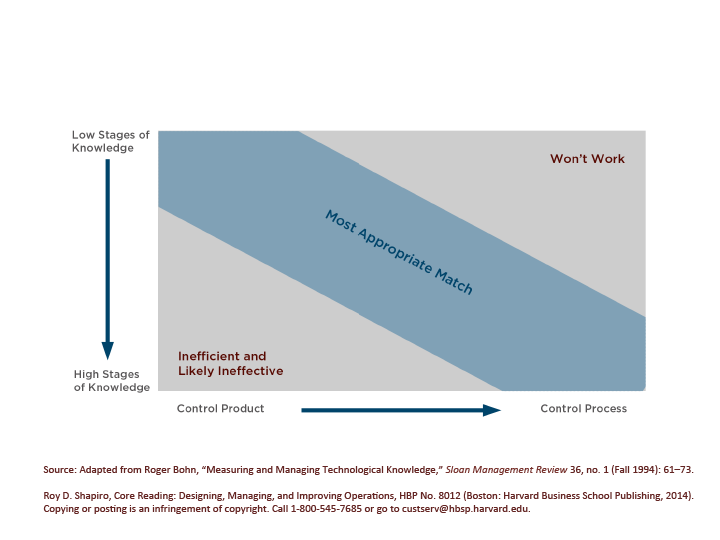 Low Stages of
Knowledge
Won’t Work
Most Appropriate Match
Inefficient and
Likely Ineffective
High Stages
of Knowledge
Control Product
Control Process
Source: Adapted from Roger Bohn, “Measuring and Managing Technological Knowledge,” Sloan Management Review 36, no. 1 (Fall 1994): 61–73.
Roy D. Shapiro, Core Reading: Designing, Managing, and Improving Operations, HBP No. 8012 (Boston: Harvard Business School Publishing, 2014).
Copying or posting is an infringement of copyright. Call 1-800-545-7685 or go to custserv@hbsp.harvard.edu.